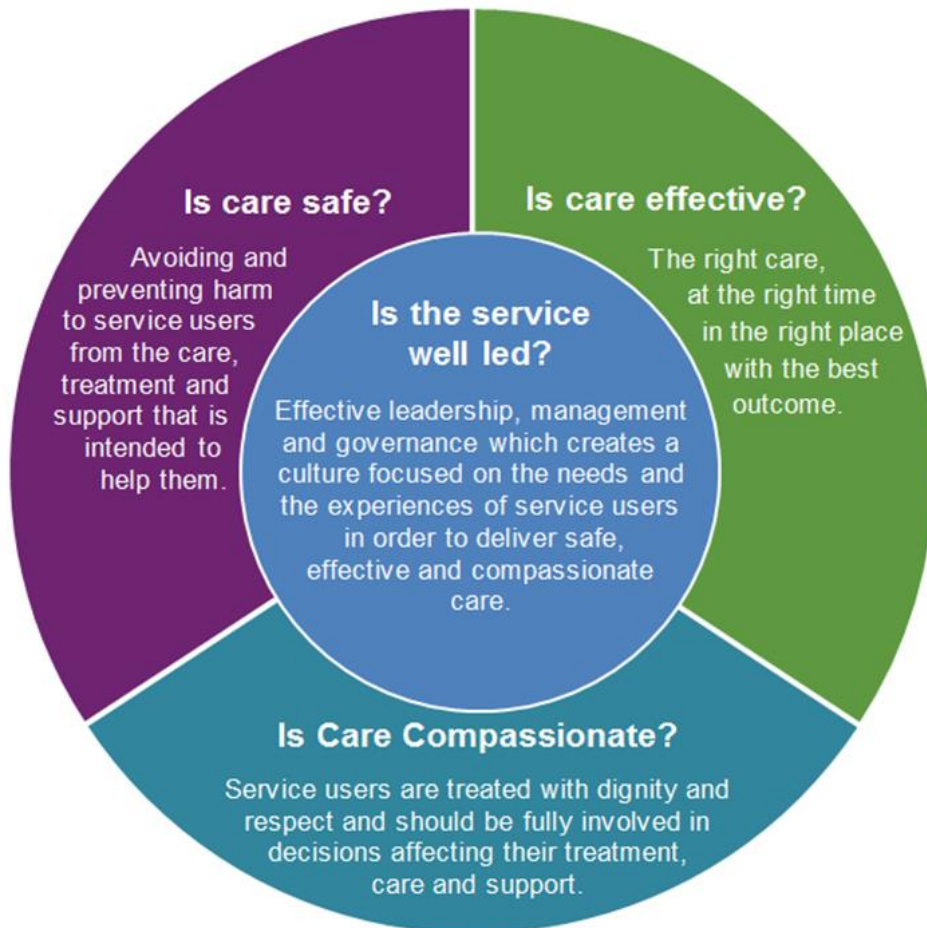 Is care safe?
Avoiding and
preventing harm
to service users
from the care,
treatment and
support that is
intended to
help them.
Is care effective?
The right care,
at the right time
in the right place
with the best
outcome.
Is the service
well led?
Effective leadership, management
and governance which creates a
culture focused on the needs and
the experiences of service users
in order to deliver safe,
effective and compassionate
care.
Is Care Compassionate?
Service users are treated with dignity and
respect and should be fully involved in
decisions affecting their treatment,
care and support.